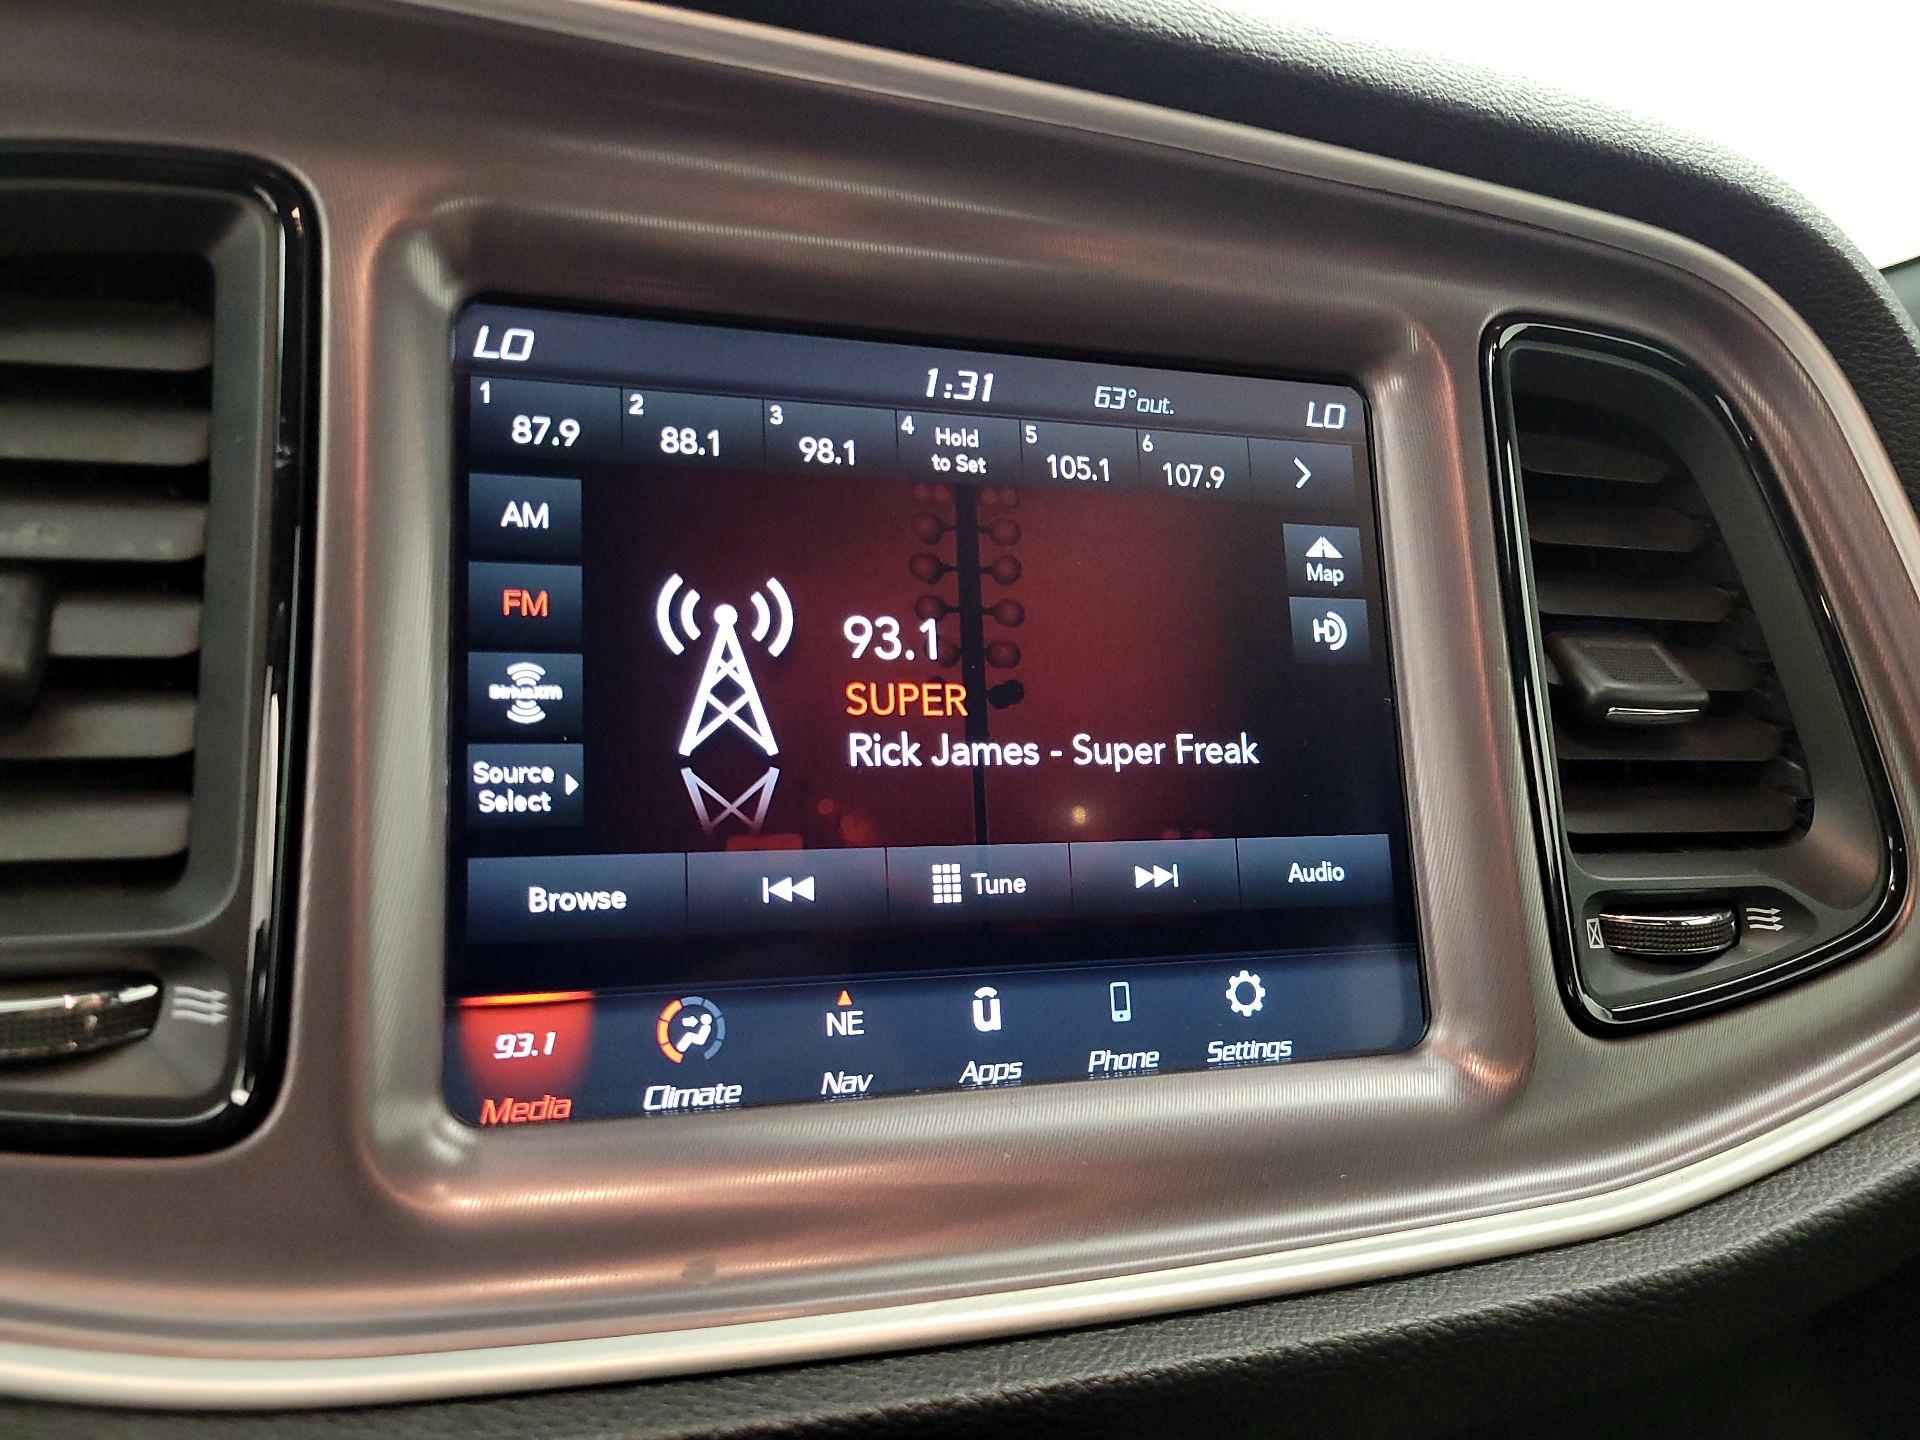 LO 1:31 63°out. LO
1 87.9 2 88.1 3 98.1 4 Hold to Set 5 105.1 6 107.9
AM
Map
FM
HD
93.1
SUPER
SiriusXM
Rick James - Super Freak
Source
Select
Browse Tune Audio
93.1 NE
Media Climate Nav Apps Phone Settings